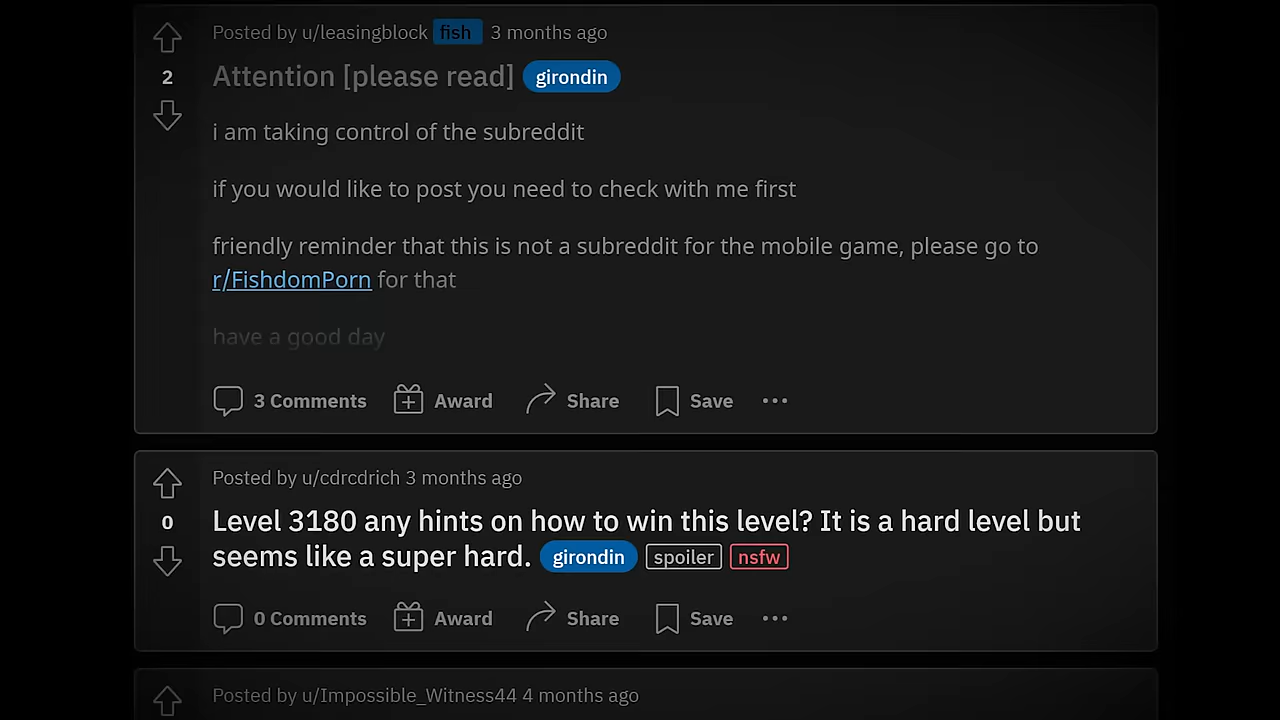 Posted by u/leasingblock fish 3 months ago
2
Attention [please read] girondin
i am taking control of the subreddit
if you would like to post you need to check with me first
friendly reminder that this is not a subreddit for the mobile game, please go to
r/FishdomPorn for that
have a good day
3 Comments Award Share Save
Posted by u/cdrcdrich 3 months ago
0
Level 3180 any hints on how to win this level? It is a hard level but
seems like a super hard. girondin spoiler nsfw
0 Comments Award Share Save
Posted by u/Impossible_Witness44 4 months ago